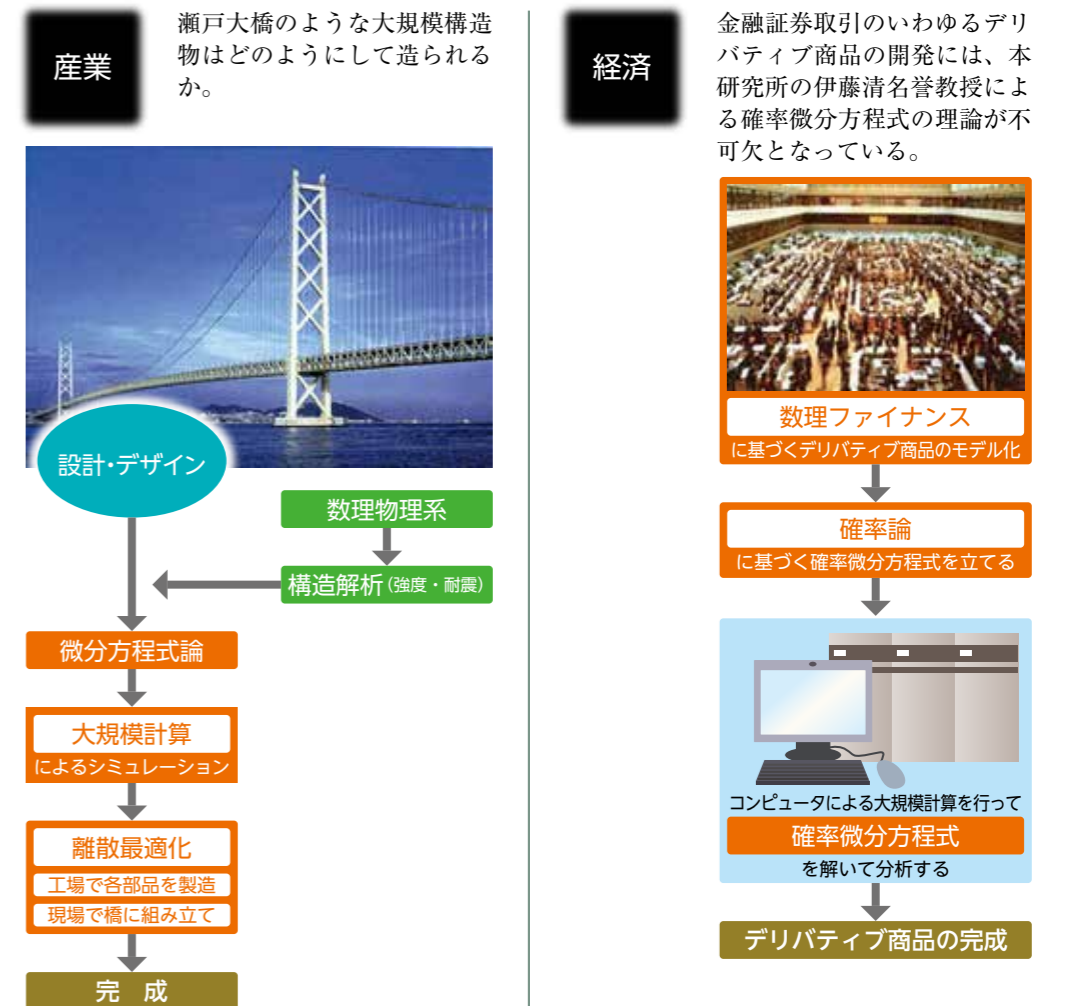 産業
瀬戸大橋のような大規模構造
物はどのようにして造られる
か。
設計・デザイン
数理物理系
構造解析(強度・耐震)
微分方程式論
大規模計算
によるシミュレーション
離散最適化
工場で各部品を製造
現場で橋に組み立て
完 成
経済
金融証券取引のいわゆるデリ
バティブ商品の開発には、本
研究所の伊藤清名誉教授によ
る確率微分方程式の理論が不
可欠となっている。
数理ファイナンス
に基づくデリバティブ商品のモデル化
確率論
に基づく確率微分方程式を立てる
コンピュータによる大規模計算を行って
確率微分方程式
を解いて分析する
デリバティブ商品の完成